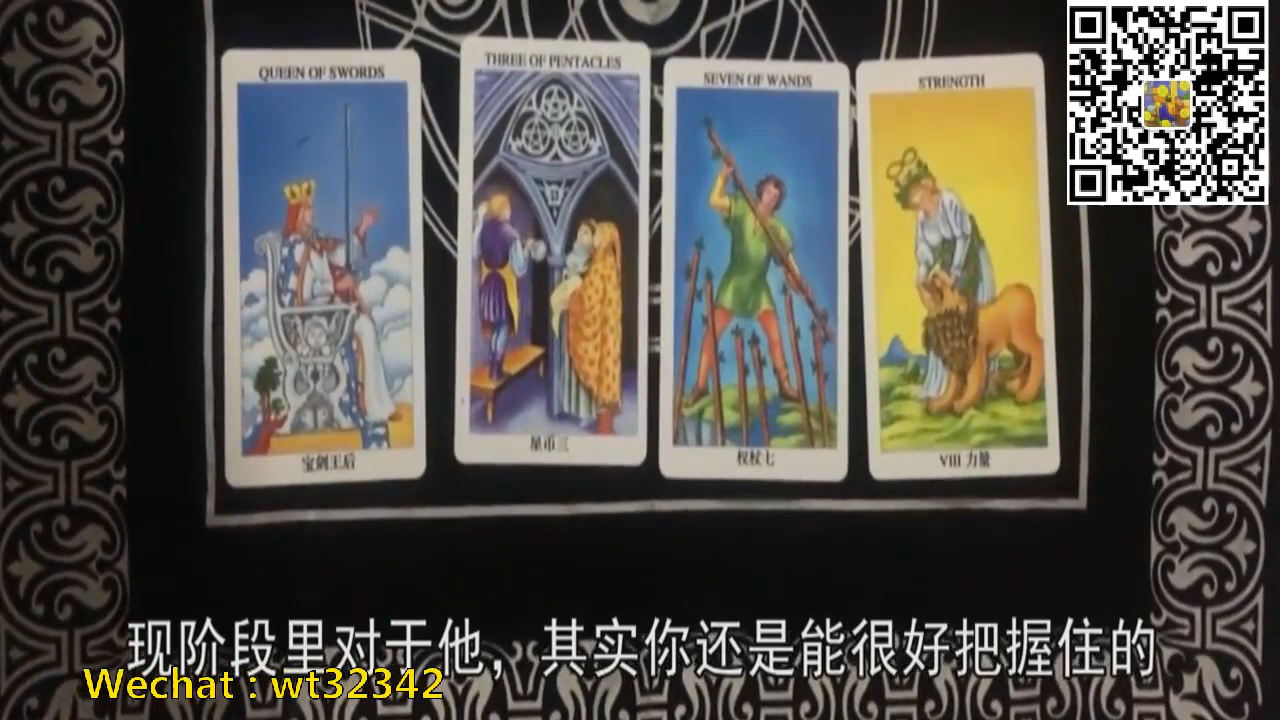 QUEEN OF SWORDS
THREE OF PENTACLES
SEVEN OF WANDS
STRENGTH
宝剑王后
星币三
权杖七
VIII 力量
现阶段里对于他，其实你还是能很好把握住的
Wechat : wt32342